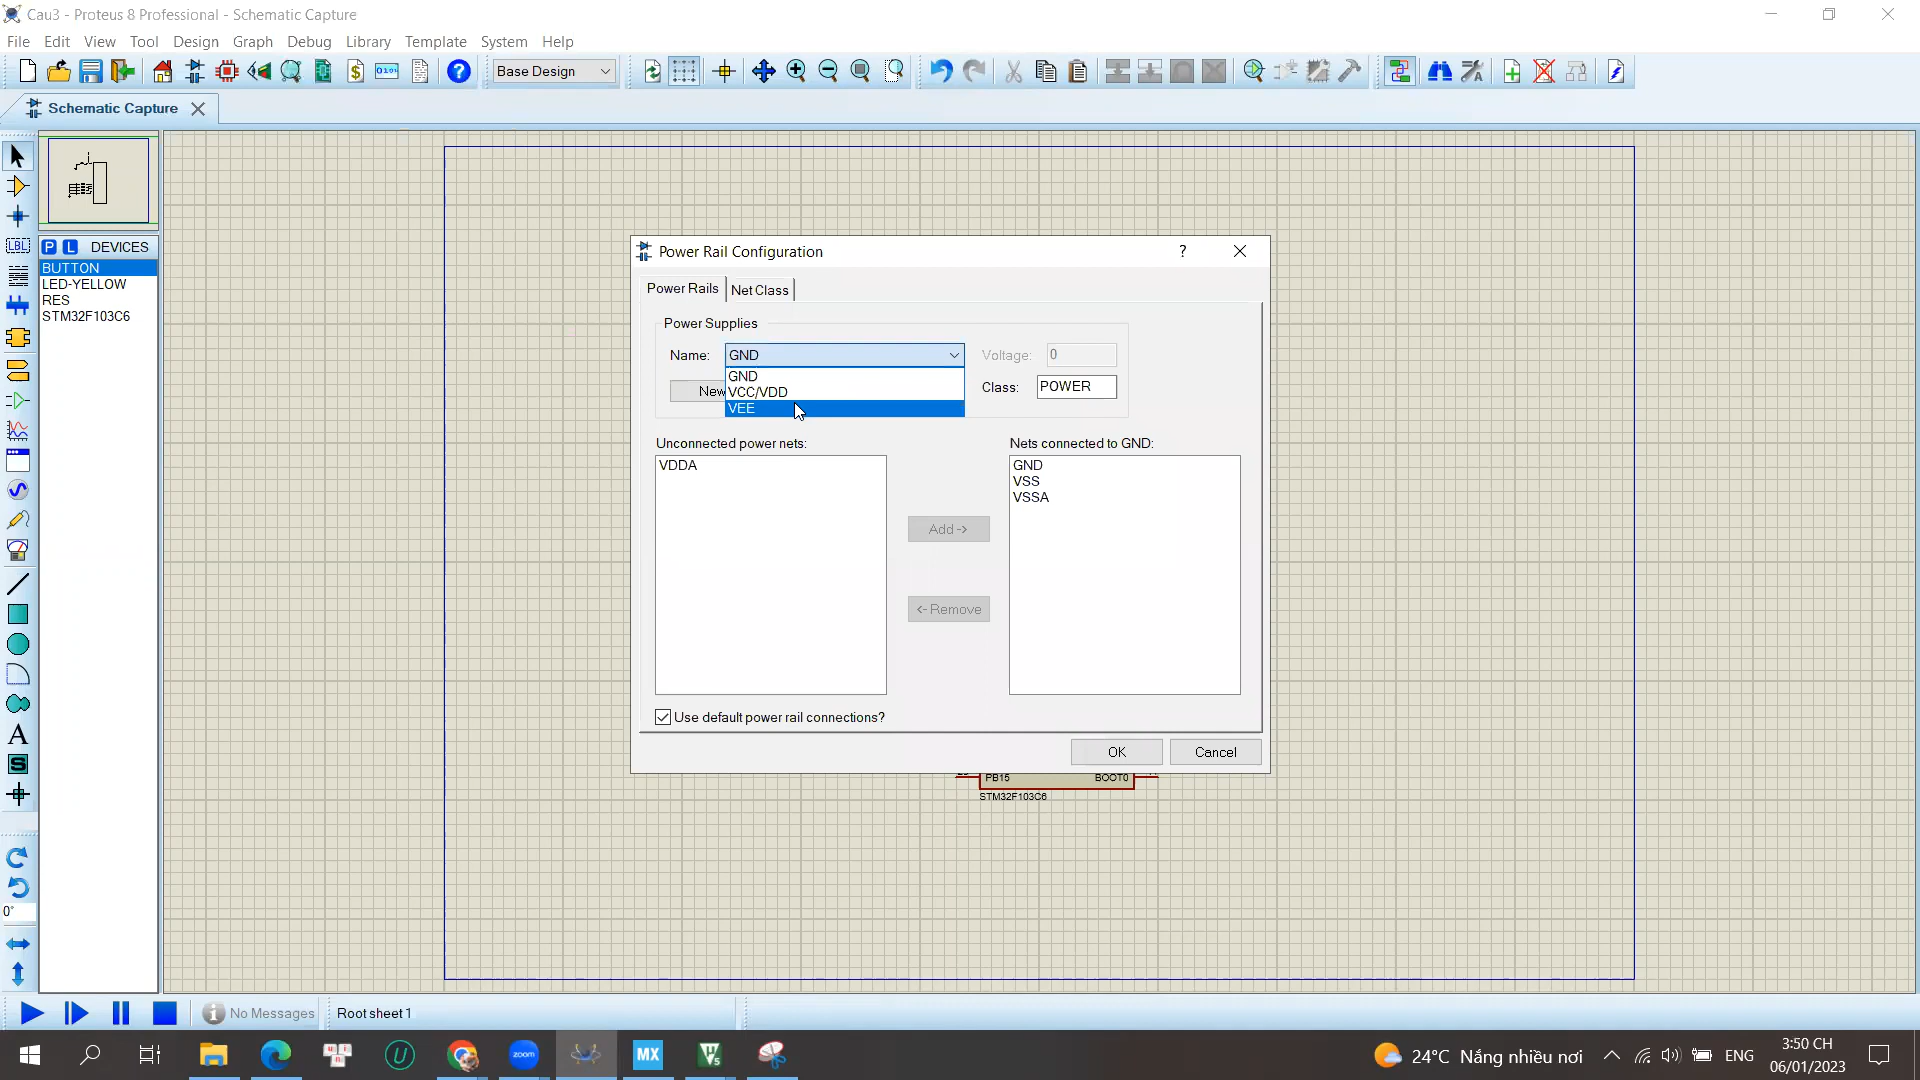 Cau3 - Proteus 8 Professional - Schematic Capture
File Edit View Tool Design Graph Debug Library Template System Help
Base Design
Schematic Capture
P L DEVICES
BUTTON
LED-YELLOW
RES
STM32F103C6
LBL
A
S
0°
Power Rail Configuration
?
Power Rails Net Class
Power Supplies
Name: GND
Voltage: 0
GND
VCC/VDD
VEE
New
Class: POWER
Unconnected power nets:
VDDA
Nets connected to GND:
GND
VSS
VSSA
Add ->
<- Remove
Use default power rail connections?
OK Cancel
PB15 BOOT0
STM32F103C6
No Messages
Root sheet 1
zoom
MX
24°C Nắng nhiều nơi
ENG
3:50 CH
06/01/2023